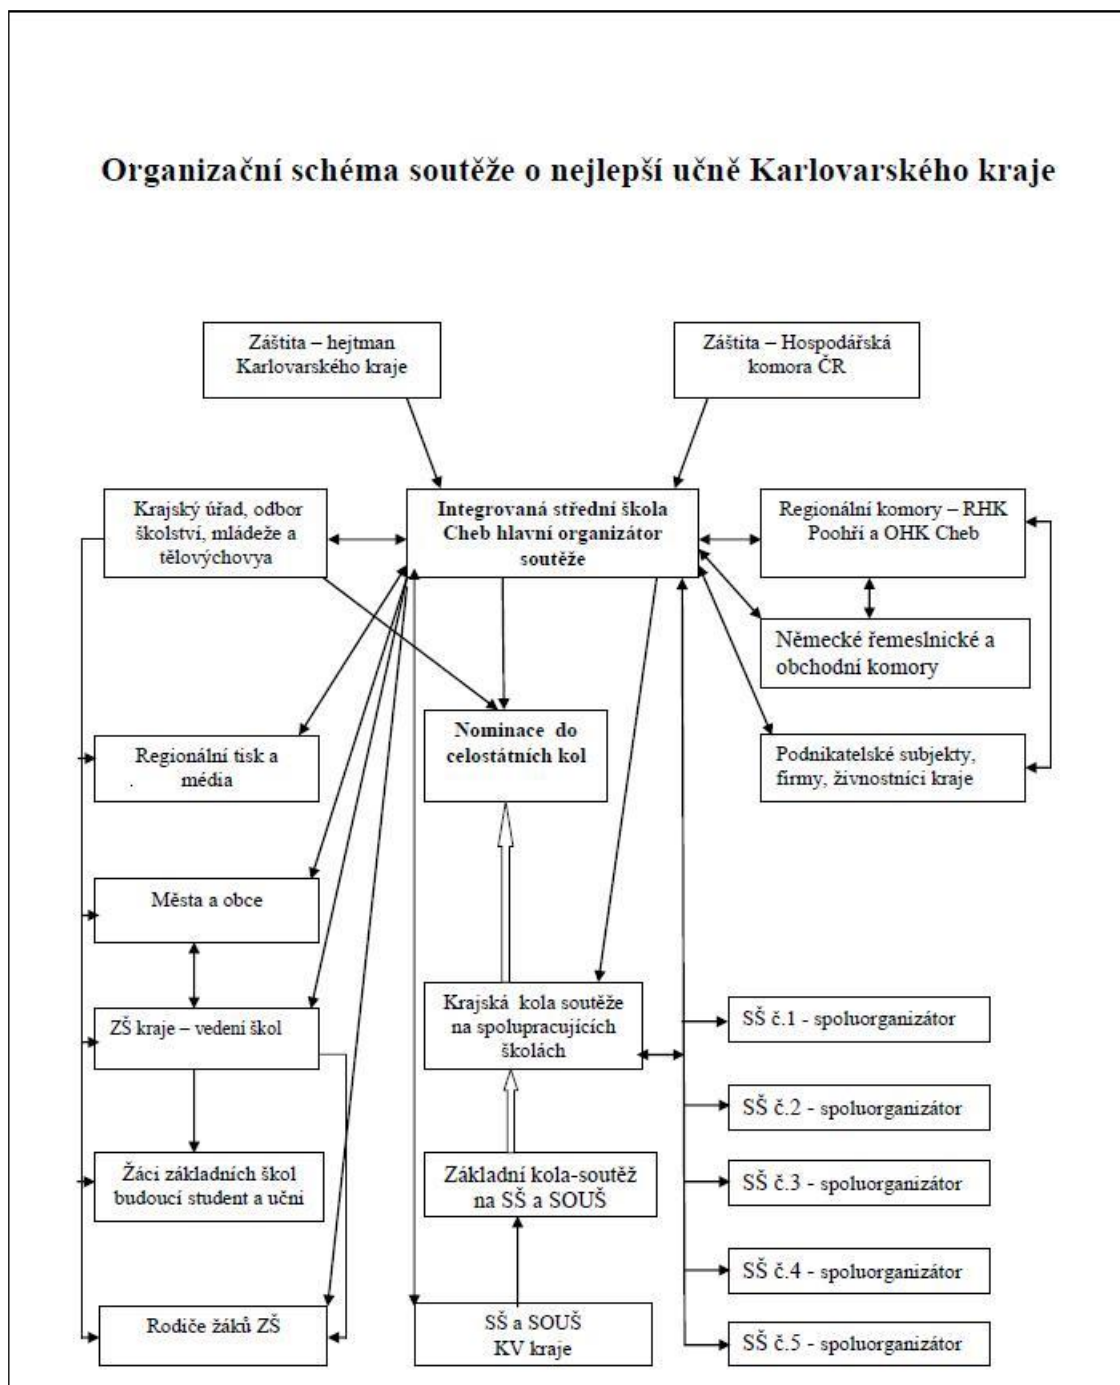 Organizační schéma soutěže o nejlepší učně Karlovarského kraje
Záštita – hejtman
Karlovarského kraje
Záštita – Hospodářská
komora ČR
Krajský úřad, odbor
školství, mládeže a
tělovýchovya
Integrovaná střední škola
Cheb hlavní organizátor
soutěže
Regionální komory – RHK
Poohří a OHK Cheb
Německé řemeslnické a
obchodní komory
Regionální tisk a
média
.
Nominace do
celostátních kol
Podnikatelské subjekty,
firmy, živnostníci kraje
Města a obce
ZŠ kraje – vedení škol
Krajská kola soutěže
na spolupracujících
školách
SŠ č.1 - spoluorganizátor
SŠ č.2 - spoluorganizátor
Žáci základních škol
budoucí student a učni
Základní kola-soutěž
na SŠ a SOUŠ
SŠ č.3 - spoluorganizátor
SŠ č.4 - spoluorganizátor
Rodiče žáků ZŠ
SŠ a SOUŠ
KV kraje
SŠ č.5 - spoluorganizátor